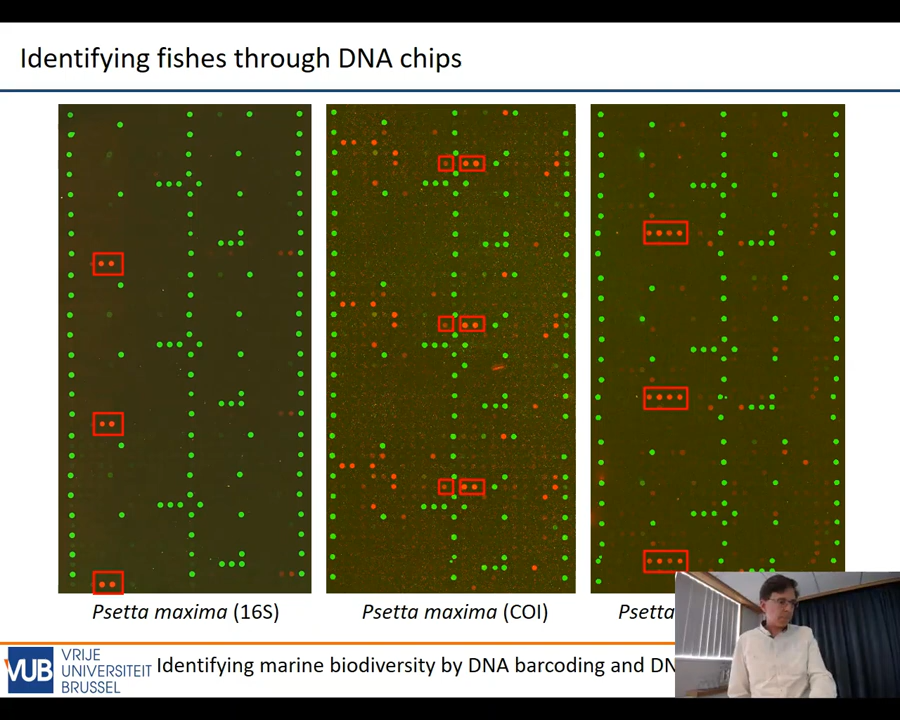 Identifying fishes through DNA chips
Psetta maxima (16S)
Psetta maxima (COI)
Psetta
VUB
VRIJE
UNIVERSITEIT
BRUSSEL
Identifying marine biodiversity by DNA barcoding and DN